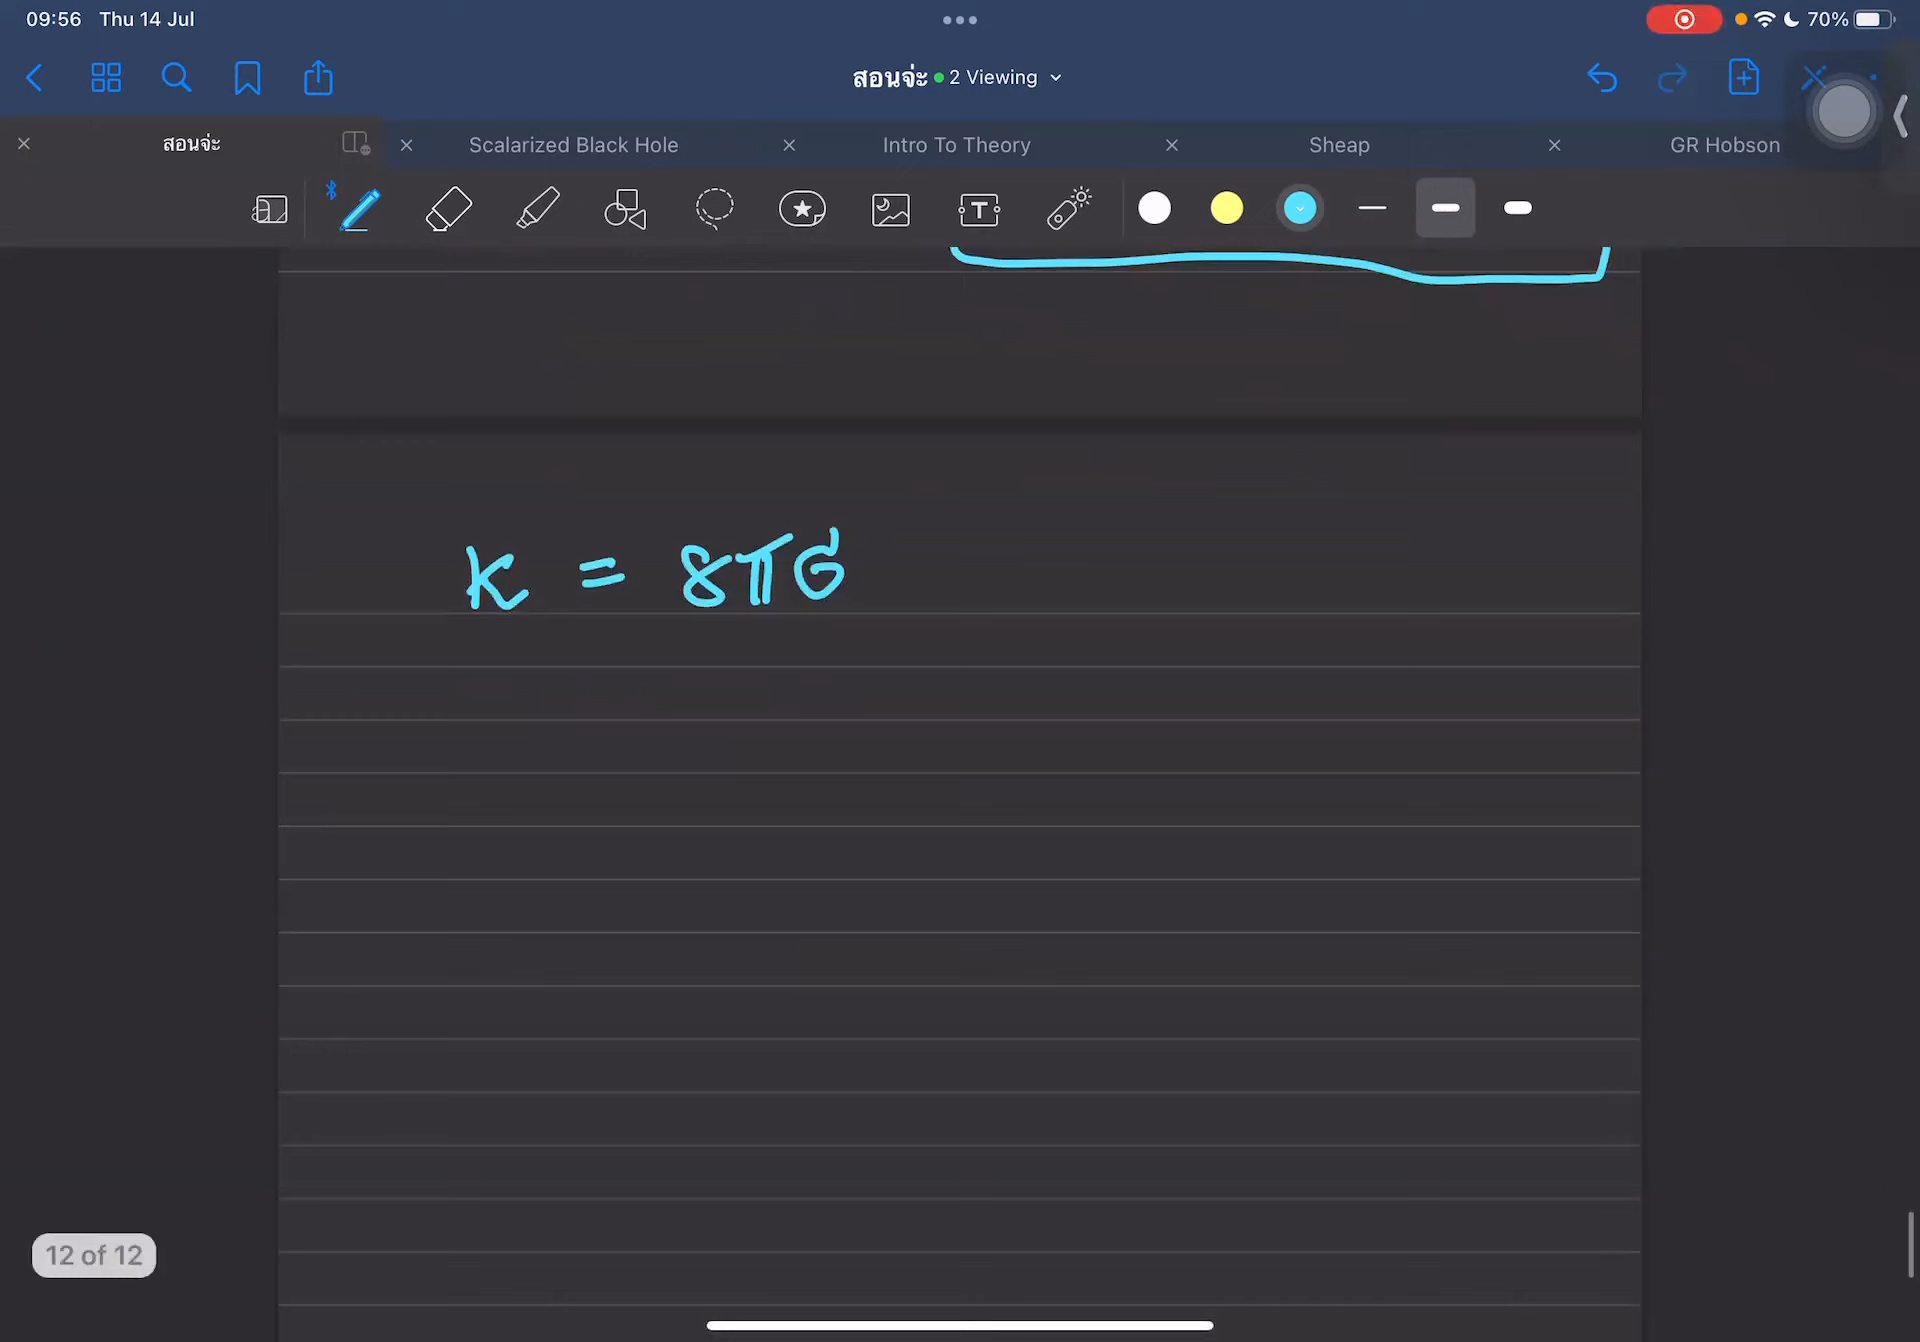 09:56 Thu 14 Jul
70%
สอนจ่ะ 2 Viewing
สอนจ่ะ
Scalarized Black Hole
Intro To Theory
Sheap
GR Hobson
T
κ = 8πG
12 of 12